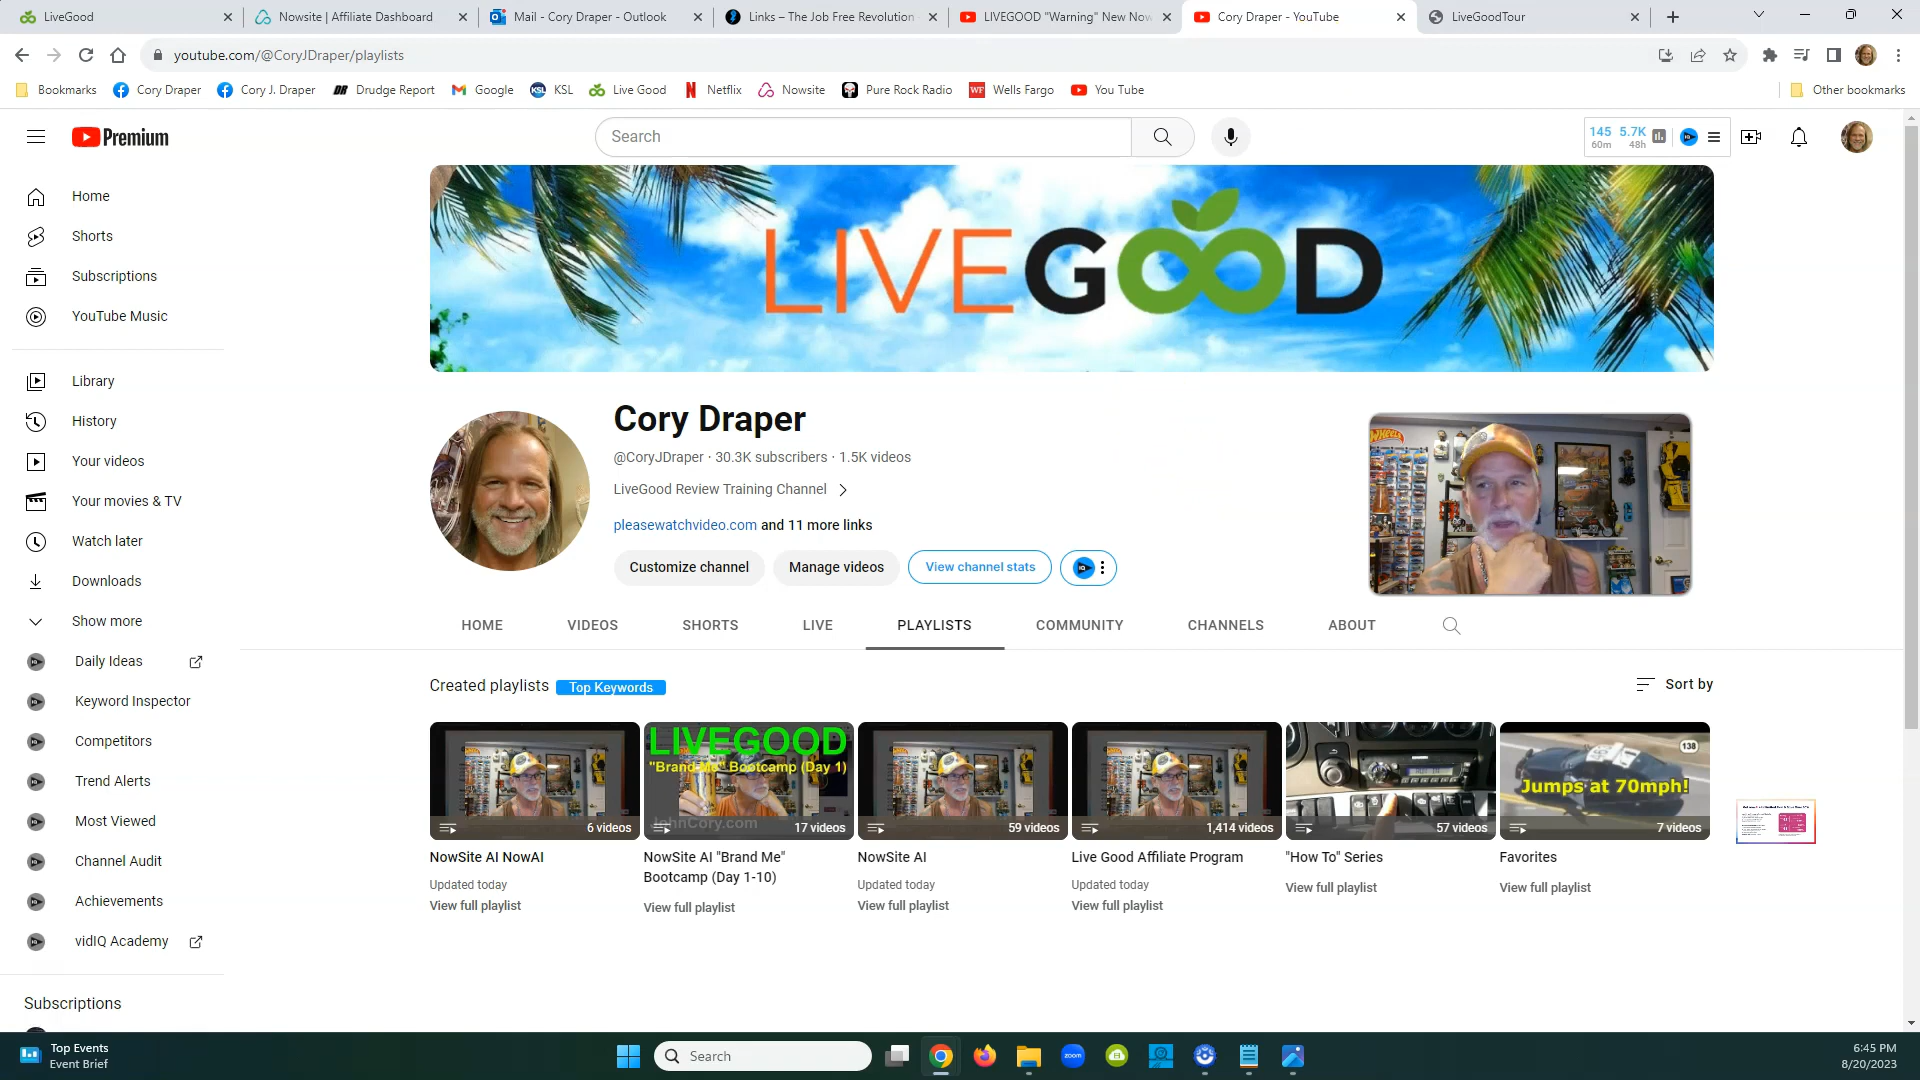 LiveGood
Nowsite | Affiliate Dashboard
Mail - Cory Draper - Outlook
Links – The Job Free Revolution
LIVEGOOD "Warning" New Now
Cory Draper - YouTube
LiveGoodTour
youtube.com/@CoryJDraper/playlists
Bookmarks
Cory Draper
Cory J. Draper
DR Drudge Report
Google
KSL KSL
Live Good
Netflix
Nowsite
Pure Rock Radio
WF Wells Fargo
You Tube
Other bookmarks
Premium
Search
145 5.7K
60m 48h
Home
Shorts
Subscriptions
YouTube Music
Library
History
Your videos
Your movies & TV
Watch later
Downloads
Show more
Daily Ideas
Keyword Inspector
Competitors
Trend Alerts
Most Viewed
Channel Audit
Achievements
vidIQ Academy
Subscriptions
LIVEGOOD
Cory Draper
@CoryJDraper · 30.3K subscribers · 1.5K videos
LiveGood Review Training Channel
pleasewatchvideo.com and 11 more links
Customize channel
Manage videos
View channel stats
WHEELS
HOME
VIDEOS
SHORTS
LIVE
PLAYLISTS
COMMUNITY
CHANNELS
ABOUT
Created playlists
Top Keywords
Sort by
6 videos
NowSite AI NowAI
Updated today
View full playlist
LIVEGOOD
"Brand Me" Bootcamp (Day 1)
JohnCory.com
17 videos
NowSite AI "Brand Me"
Bootcamp (Day 1-10)
View full playlist
59 videos
NowSite AI
Updated today
View full playlist
1,414 videos
Live Good Affiliate Program
Updated today
View full playlist
57 videos
"How To" Series
View full playlist
138
Jumps at 70mph!
7 videos
Favorites
View full playlist
Top Events
Event Brief
Search
zoom
6:45 PM
8/20/2023